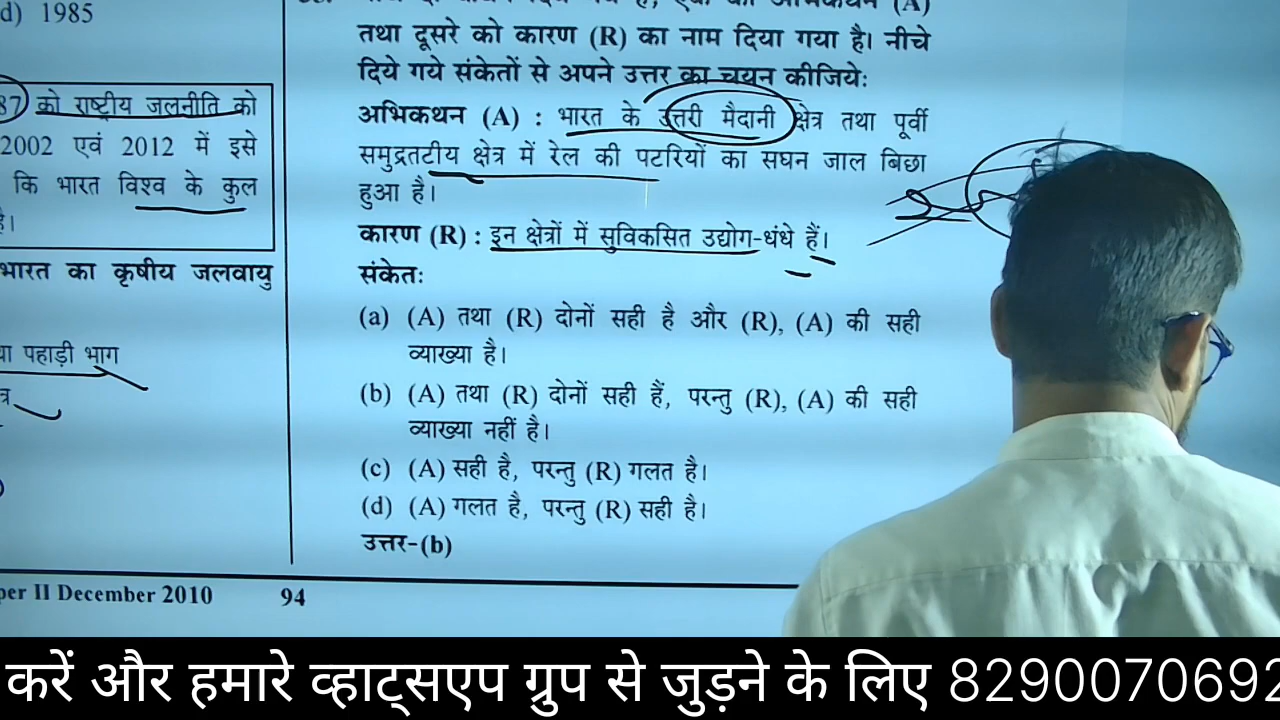 d) 1985
87 को राष्ट्रीय जलनीति को
2002 एवं 2012 में इसे
कि भारत विश्व के कुल
है।
भारत का कृषीय जलवायु
पहाड़ी भाग
per II December 2010 94
तथा दूसरे को कारण (R) का नाम दिया गया है। नीचे
दिये गये संकेतों से अपने उत्तर का चयन कीजिये:
अभिकथन (A) : भारत के उत्तरी मैदानी क्षेत्र तथा पूर्वी
समुद्रतटीय क्षेत्र में रेल की पटरियों का सघन जाल बिछा
हुआ है।
कारण (R) : इन क्षेत्रों में सुविकसित उद्योग-धंधे हैं।
संकेतः
(a) (A) तथा (R) दोनों सही है और (R), (A) की सही
व्याख्या है।
(b) (A) तथा (R) दोनों सही हैं, परन्तु (R), (A) की सही
व्याख्या नहीं है।
(c) (A) सही है, परन्तु (R) गलत है।
(d) (A) गलत है, परन्तु (R) सही है।
उत्तर-(b)
करें और हमारे व्हाट्सएप ग्रुप से जुड़ने के लिए 8290070692